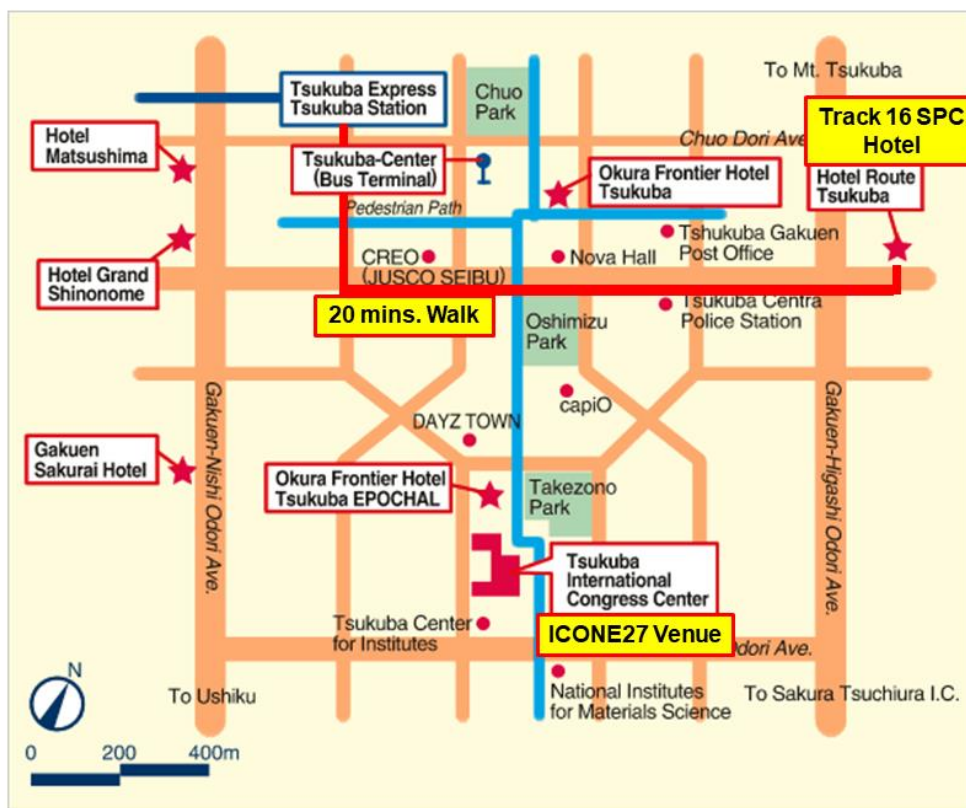 Tsukuba Express
Tsukuba Station
Chuo
Park
To Mt. Tsukuba
Track 16 SPC
Hotel
Hotel
Matsushima
Tsukuba-Center
(Bus Terminal)
Chuo Dori Ave
Okura Frontier Hotel
Tsukuba
Hotel Route
Tsukuba
Pedestrian Path
Hotel Grand
Shinonome
CREO
(JUSCO SEIBU)
Nova Hall
Tshukuba Gakuen
Post Office
20 mins. Walk
Oshimizu
Park
Tsukuba Centra
Police Station
Gakuen-Nishi Odori Ave.
Gakuen-Higashi Odori Ave.
capiO
DAYZ TOWN
Gakuen
Sakurai Hotel
Okura Frontier Hotel
Tsukuba EPOCHAL
Takezono
Park
Tsukuba
International
Congress Center
Tsukuba Center
for Institutes
ICONE27 Venue
Odori Ave.
N
To Ushiku
National Institutes
for Materials Science
To Sakura Tsuchiura I.C.
0 200 400m